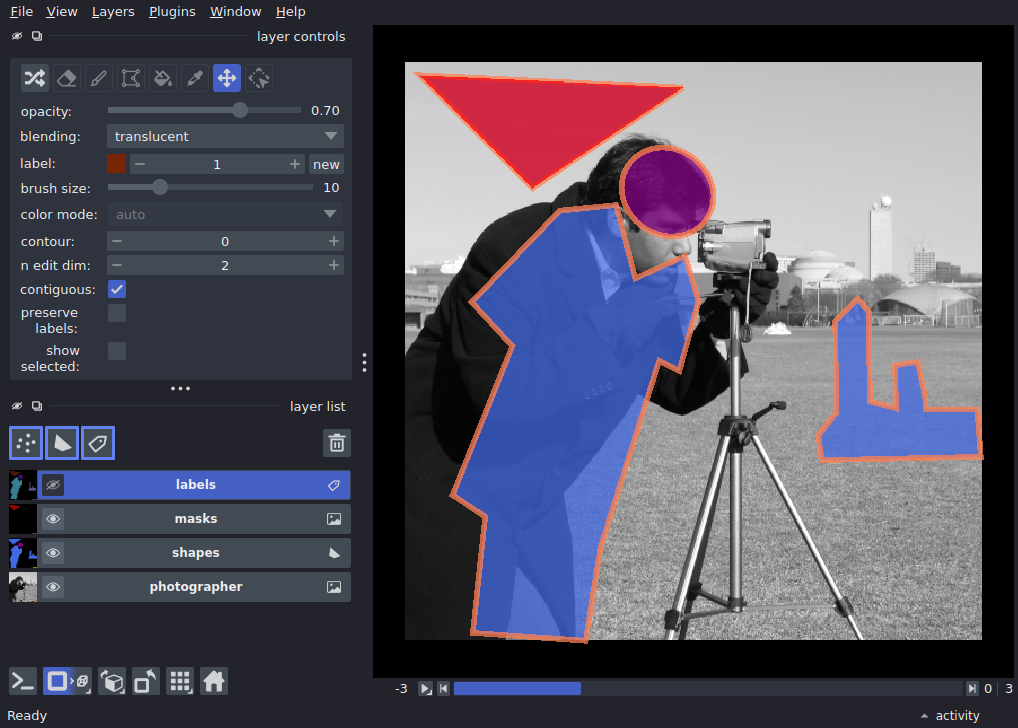 File View Layers Plugins Window Help
layer controls
opacity: 0.70
blending: translucent
label: 1 new
brush size: 10
color mode: auto
contour: 0
n edit dim: 2
contiguous:
preserve
labels:
show
selected:
layer list
labels
masks
shapes
photographer
-3 0 3
Ready activity